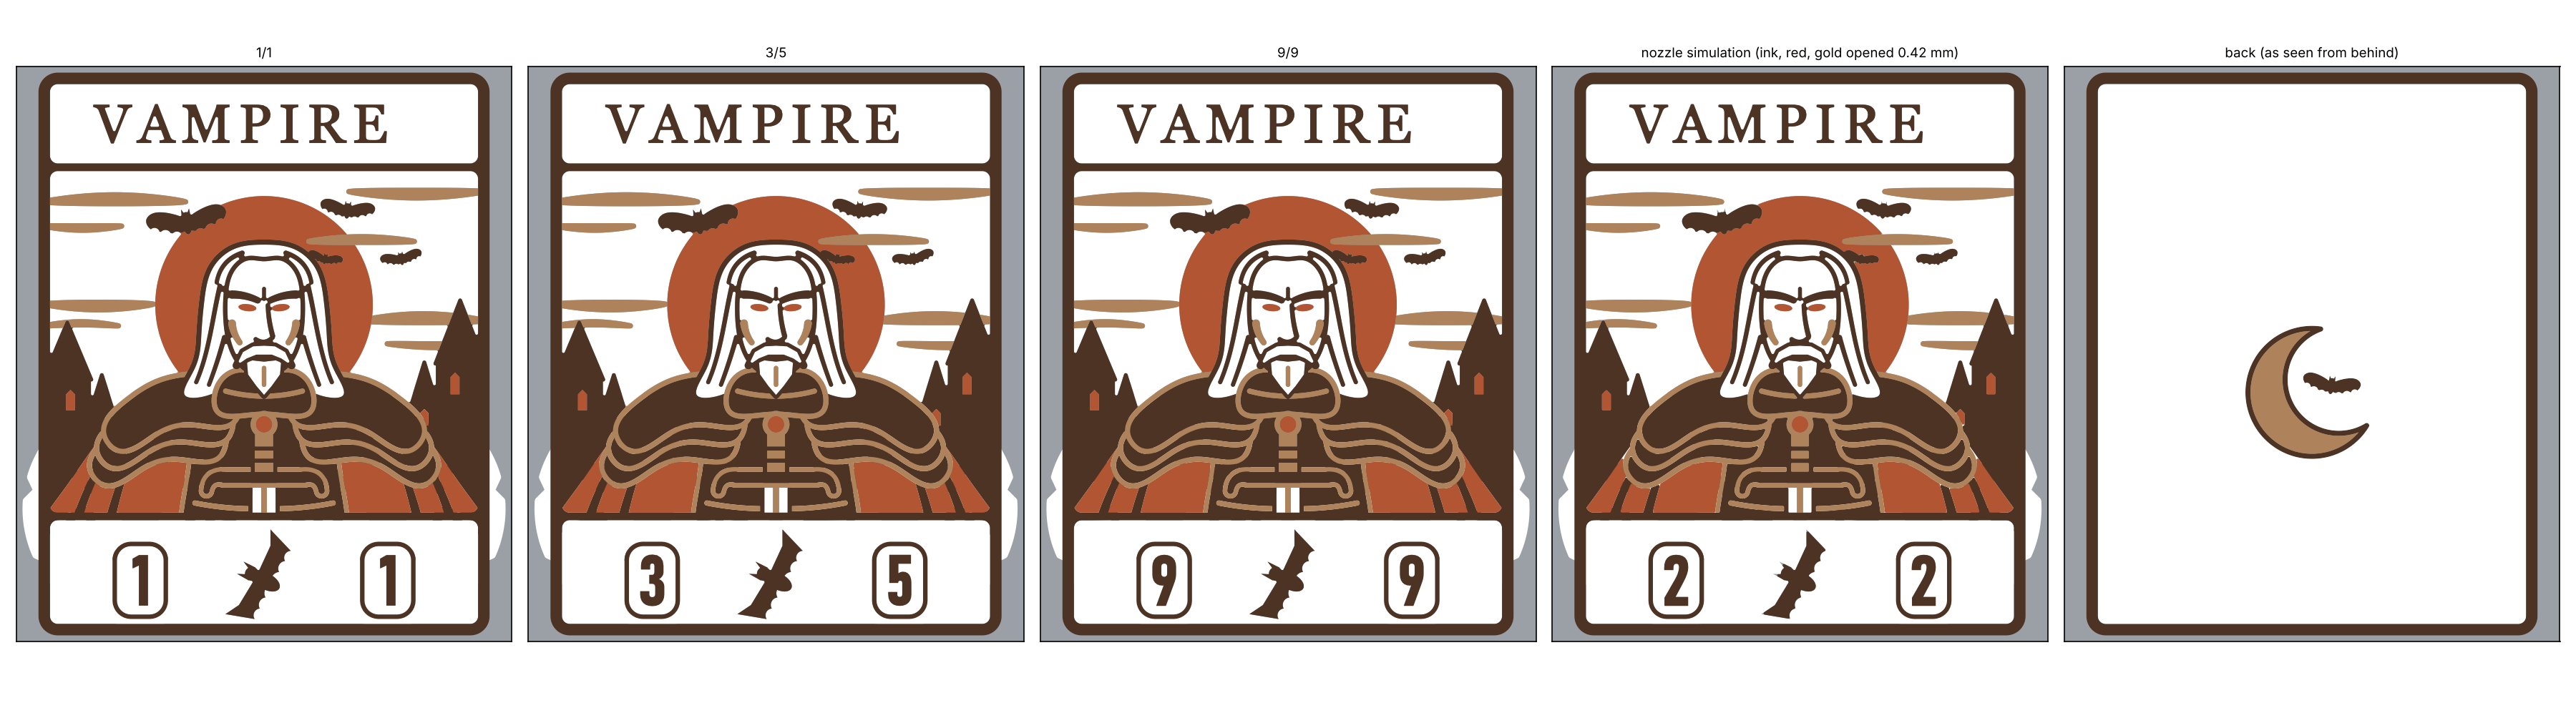 1/1
3/5
9/9
nozzle simulation (ink, red, gold opened 0.42 mm)
back (as seen from behind)
VAMPIRE
VAMPIRE
VAMPIRE
VAMPIRE
1 1
3 5
9 9
2 2